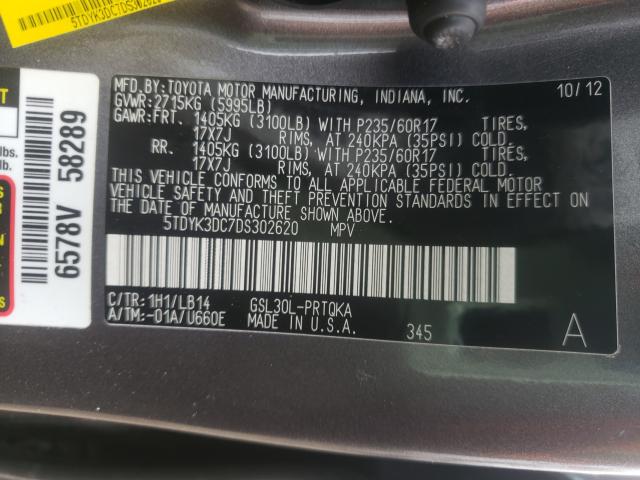 5TDYK3DC7DS302620
MFD.BY:TOYOTA MOTOR MANUFACTURING, INDIANA, INC. 10/12
GVWR:2715KG (5995LB)
GAWR:FRT. 1405KG (3100LB) WITH P235/60R17 TIRES,
17X7J RIMS, AT 240KPA (35PSI) COLD.
RR. 1405KG (3100LB) WITH P235/60R17 TIRES,
17X7J RIMS, AT 240KPA (35PSI) COLD.
THIS VEHICLE CONFORMS TO ALL APPLICABLE FEDERAL MOTOR
VEHICLE SAFETY AND THEFT PREVENTION STANDARDS IN EFFECT ON
THE DATE OF MANUFACTURE SHOWN ABOVE.
5TDYK3DC7DS302620 MPV
C/TR:1H1/LB14 GSL30L-PRTQKA
A/TM:-01A/U660E MADE IN U.S.A. 345 A
6578V 58289
lbs.
lb.